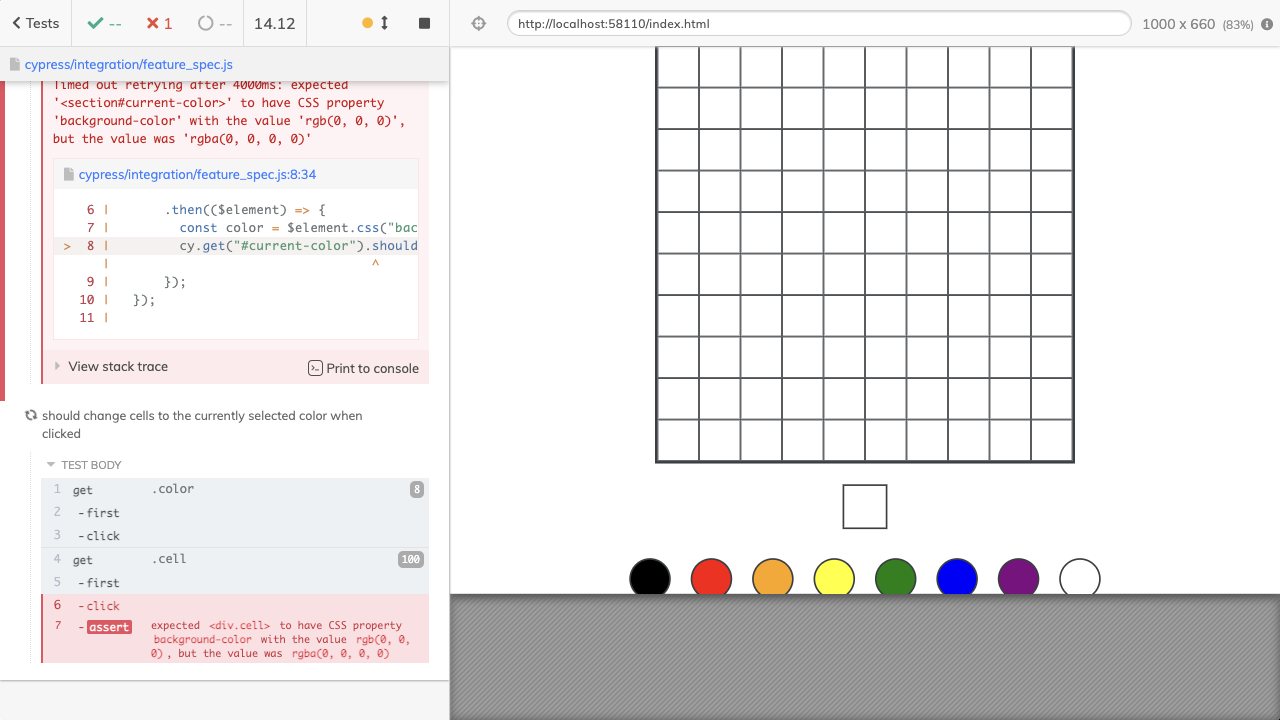 Tests -- 1 -- 14.12 http://localhost:58110/index.html 1000 x 660 (83%)
cypress/integration/feature_spec.js
Timed out retrying after 4000ms: expected
'<section#current-color>' to have CSS property
'background-color' with the value 'rgb(0, 0, 0)',
but the value was 'rgba(0, 0, 0, 0)'
cypress/integration/feature_spec.js:8:34
6 | .then(($element) => {
7 | const color = $element.css("bac
> 8 | cy.get("#current-color").should
| ^
9 | });
10 | });
11 |
View stack trace Print to console
should change cells to the currently selected color when
clicked
TEST BODY
1 get .color 8
2 -first
3 -click
4 get .cell 100
5 -first
6 -click
7 -assert expected <div.cell> to have CSS property
background-color with the value rgb(0, 0,
0), but the value was rgba(0, 0, 0, 0)